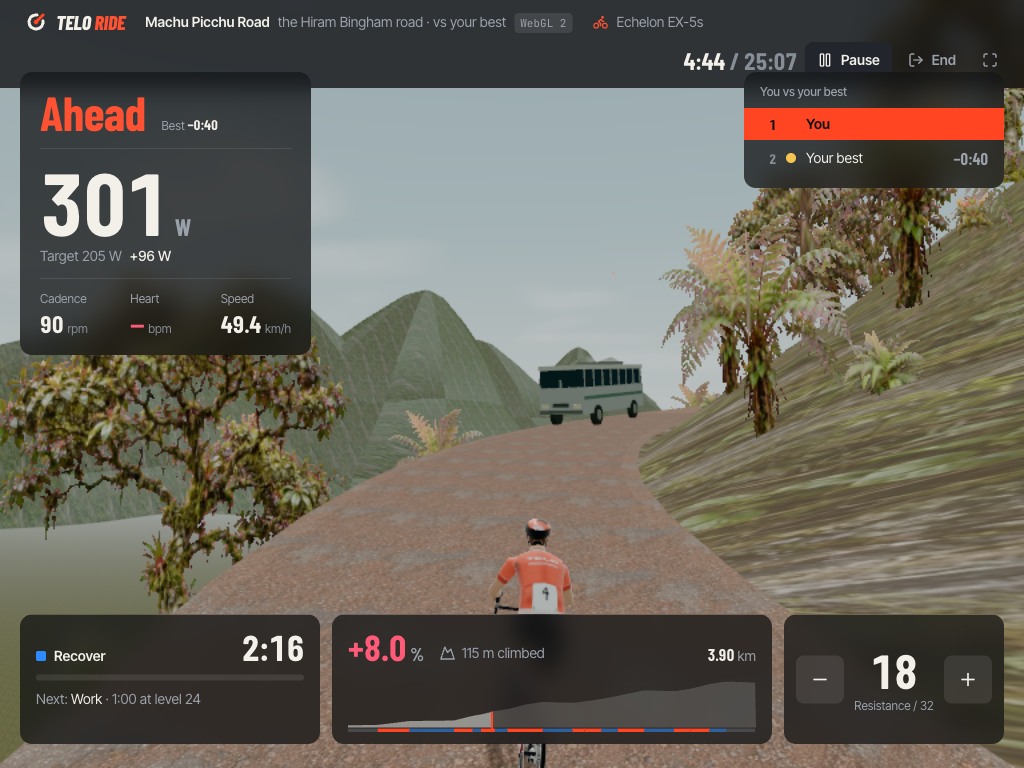 TELO RIDE Machu Picchu Road the Hiram Bingham road · vs your best WebGL 2 Echelon EX-5s
4:44 / 25:07 Pause End
Ahead Best −0:40
301 W
Target 205 W +96 W
Cadence Heart Speed
90 rpm – bpm 49.4 km/h
You vs your best
1 You
2 Your best −0:40
4
Recover 2:16
Next: Work · 1:00 at level 24
+8.0 % 115 m climbed 3.90 km
− 18 +
Resistance / 32